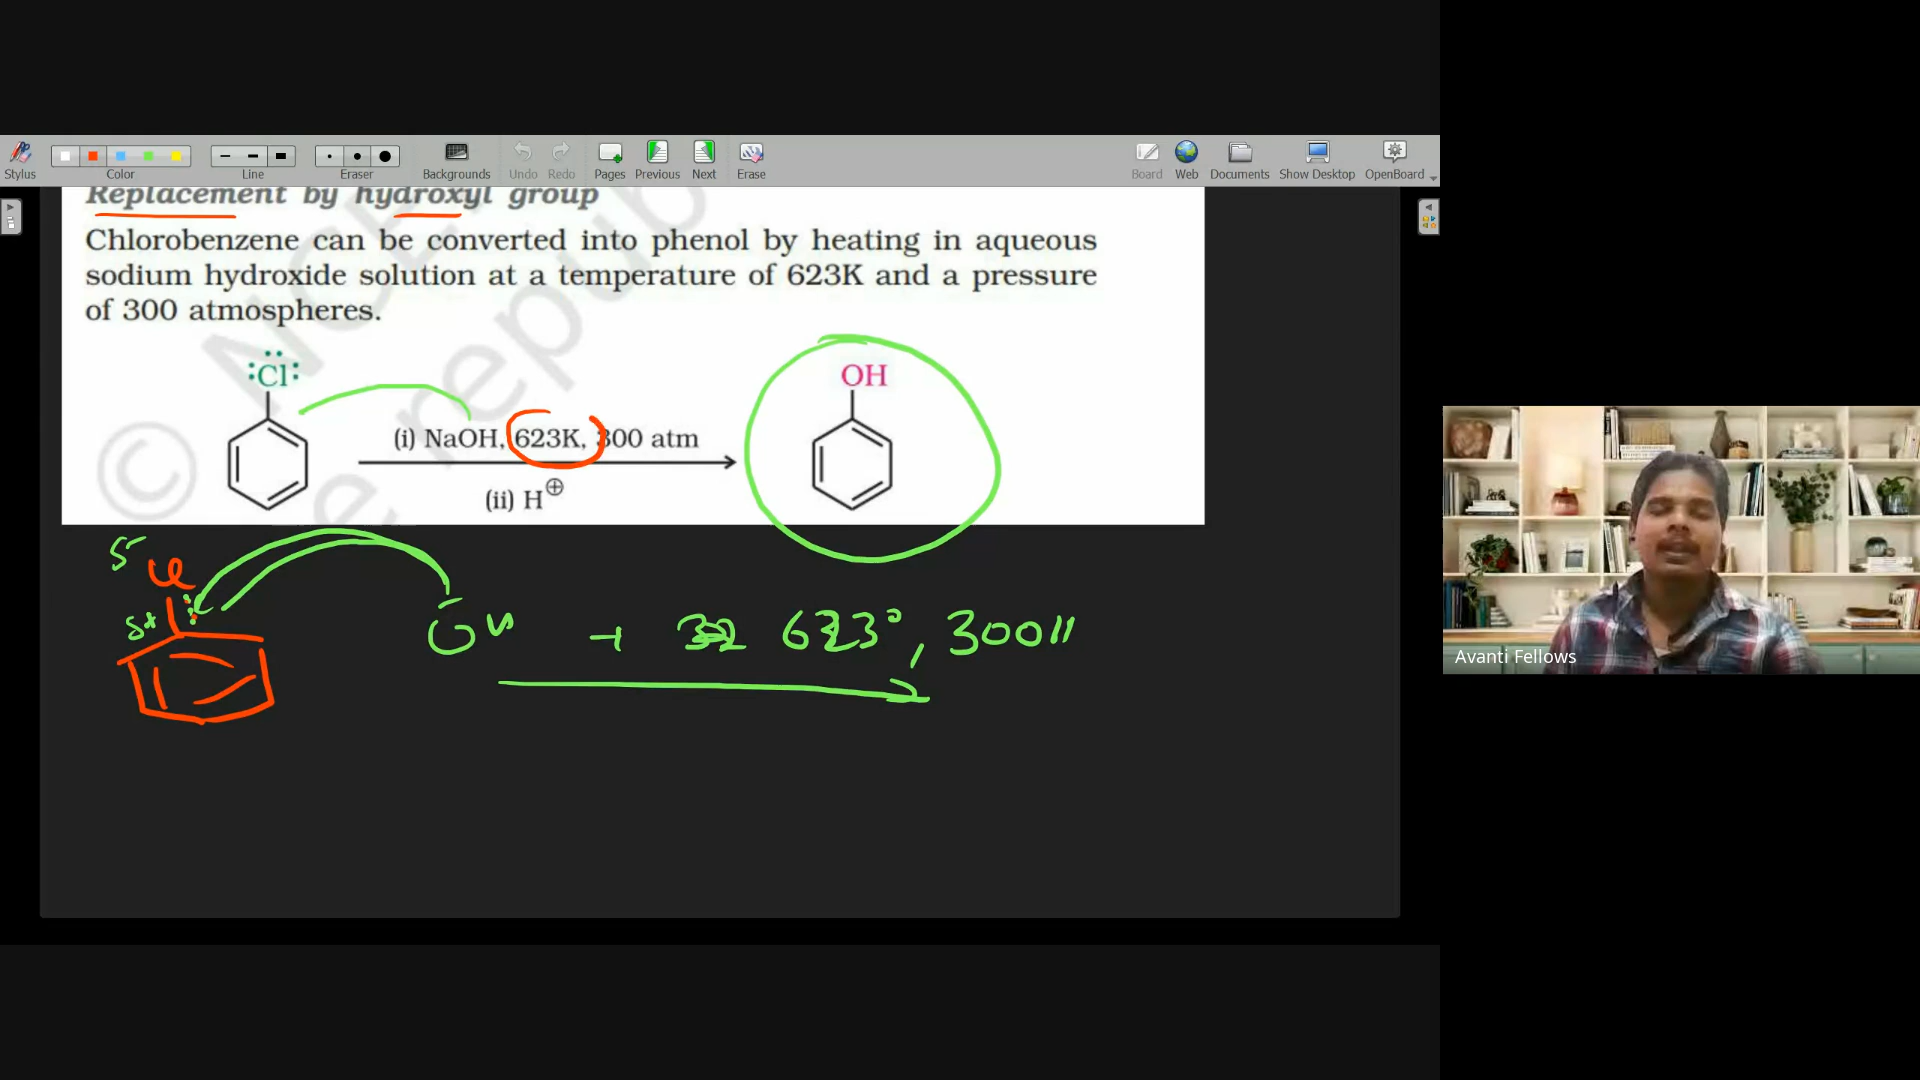 Stylus
Color
Line
Eraser
Backgrounds
Undo
Redo
Pages
Previous
Next
Erase
Board
Web
Documents
Show Desktop
OpenBoard
Replacement by hydroxyl group
Chlorobenzene can be converted into phenol by heating in aqueous
sodium hydroxide solution at a temperature of 623K and a pressure
of 300 atmospheres.
:Cl:
OH
(i) NaOH, 623K, 300 atm
(ii) H⊕
©
δ-
Cl
δ+
ŌH + 623°, 300
Avanti Fellows